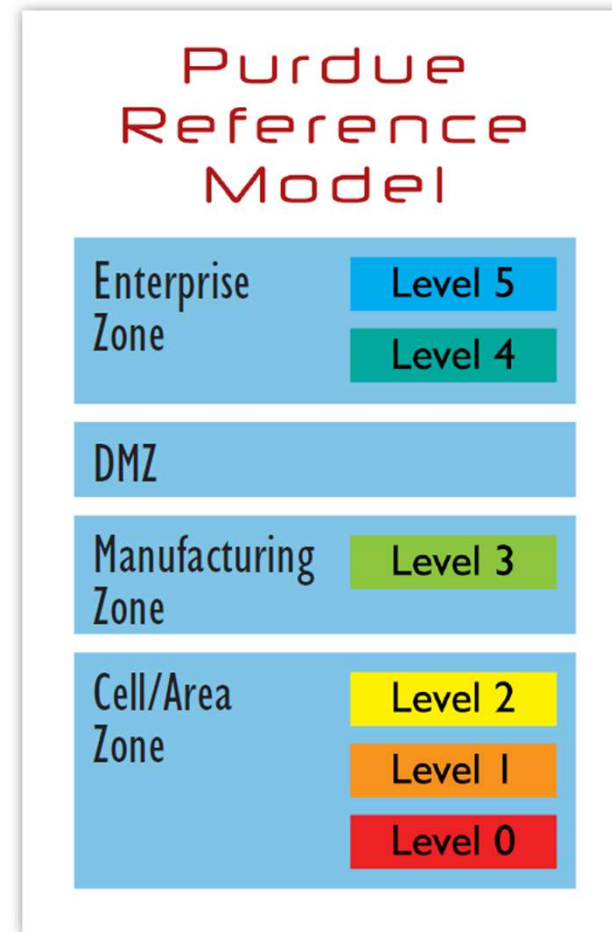 Purdue
Reference
Model
Enterprise
Zone
Level 5
Level 4
DMZ
Manufacturing
Zone
Level 3
Cell/Area
Zone
Level 2
Level 1
Level 0